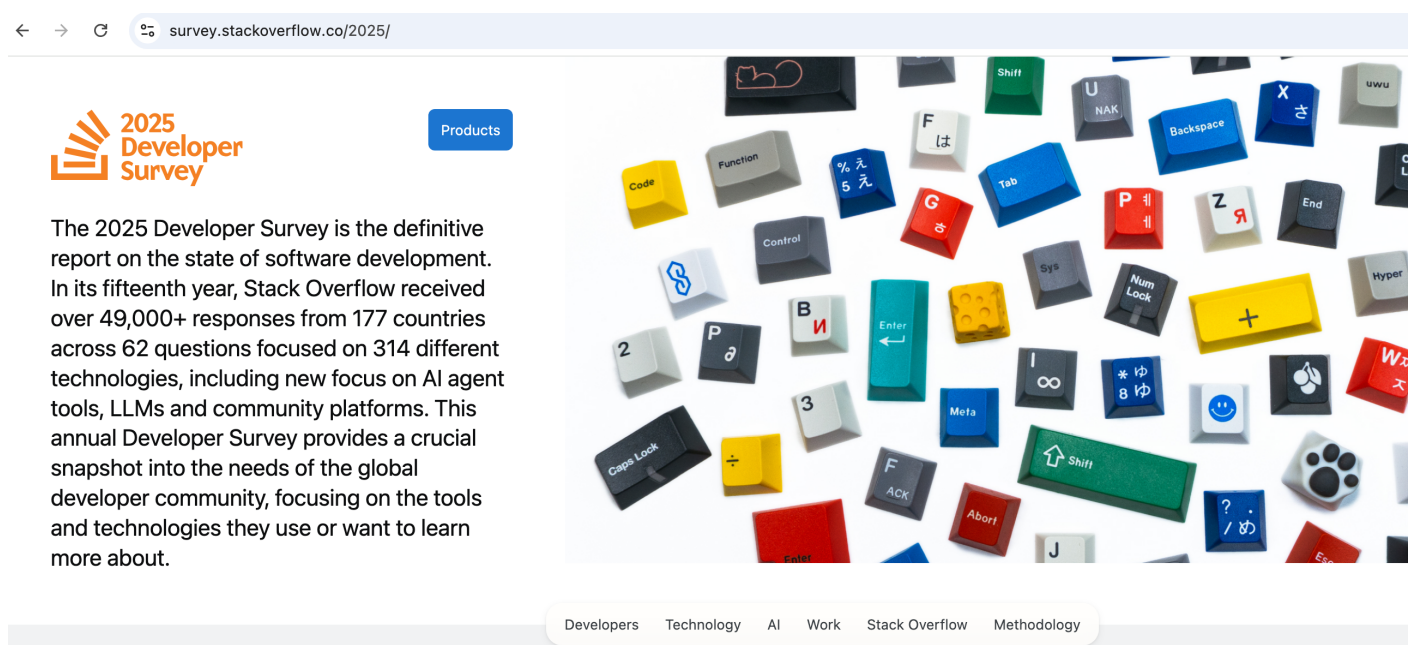 survey.stackoverflow.co/2025/
2025
Developer
Survey
Products
The 2025 Developer Survey is the definitive
report on the state of software development.
In its fifteenth year, Stack Overflow received
over 49,000+ responses from 177 countries
across 62 questions focused on 314 different
technologies, including new focus on AI agent
tools, LLMs and community platforms. This
annual Developer Survey provides a crucial
snapshot into the needs of the global
developer community, focusing on the tools
and technologies they use or want to learn
more about.
Shift
U
NAK
X
さ
uwu
F
は
Backspace
Code
Function
% え
5 え
Tab
G
ㅎ
P ㅖ
ㅔ
Z
Я
End
Control
Sys
Num
Lock
Hyper
B
И
Enter
+
2
P
I
∞
* ゆ
8 ゆ
W
ㅈ
3
Meta
Caps Lock
÷
F
ACK
Shift
Abort
? .
/ め
Enter
J
Esc
Developers
Technology
AI
Work
Stack Overflow
Methodology